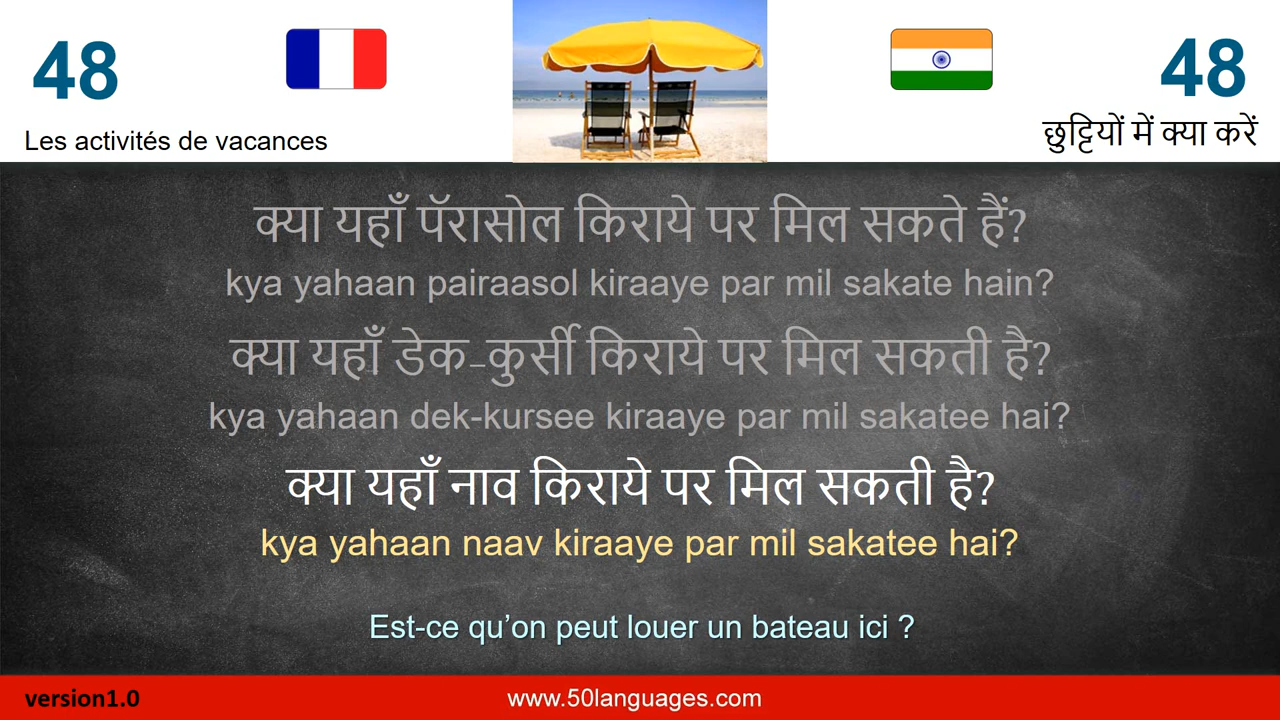 48
48
Les activités de vacances
छुट्टियों में क्या करें
क्या यहाँ पॅरासोल किराये पर मिल सकते हैं?
kya yahaan pairaasol kiraaye par mil sakate hain?
क्या यहाँ डेक-कुर्सी किराये पर मिल सकती है?
kya yahaan dek-kursee kiraaye par mil sakatee hai?
क्या यहाँ नाव किराये पर मिल सकती है?
kya yahaan naav kiraaye par mil sakatee hai?
Est-ce qu’on peut louer un bateau ici ?
version1.0
www.50languages.com